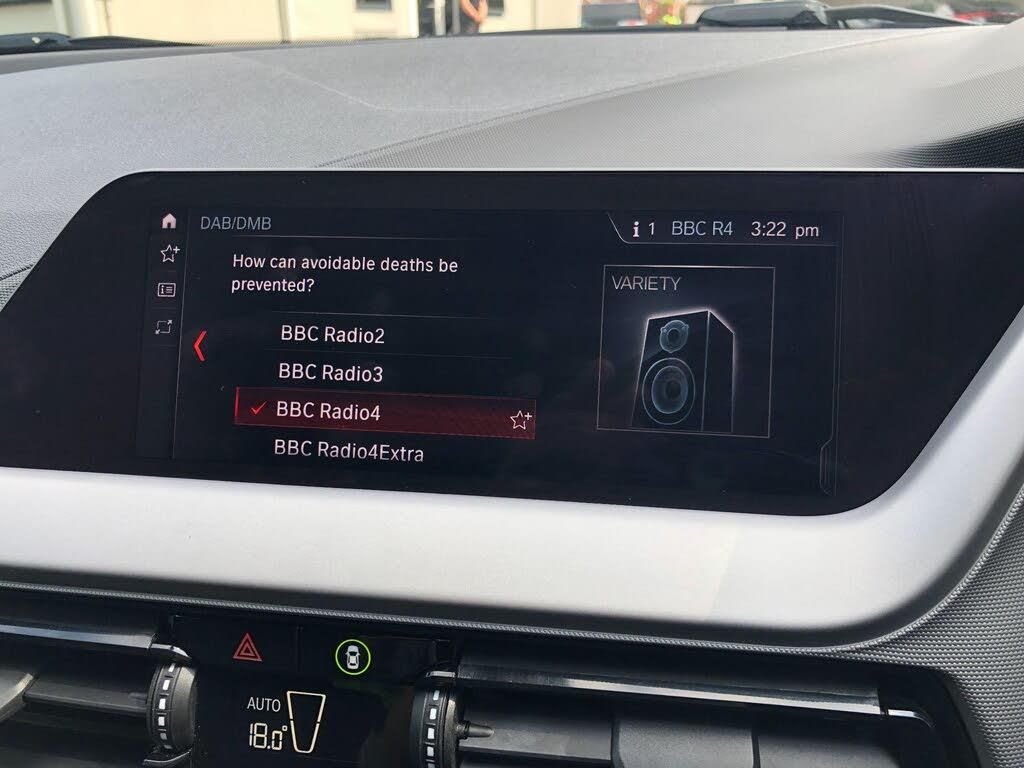 DAB/DMB
i 1 BBC R4 3:22 pm
How can avoidable deaths be
prevented?
VARIETY
BBC Radio2
BBC Radio3
BBC Radio4
BBC Radio4Extra
AUTO
18.0°